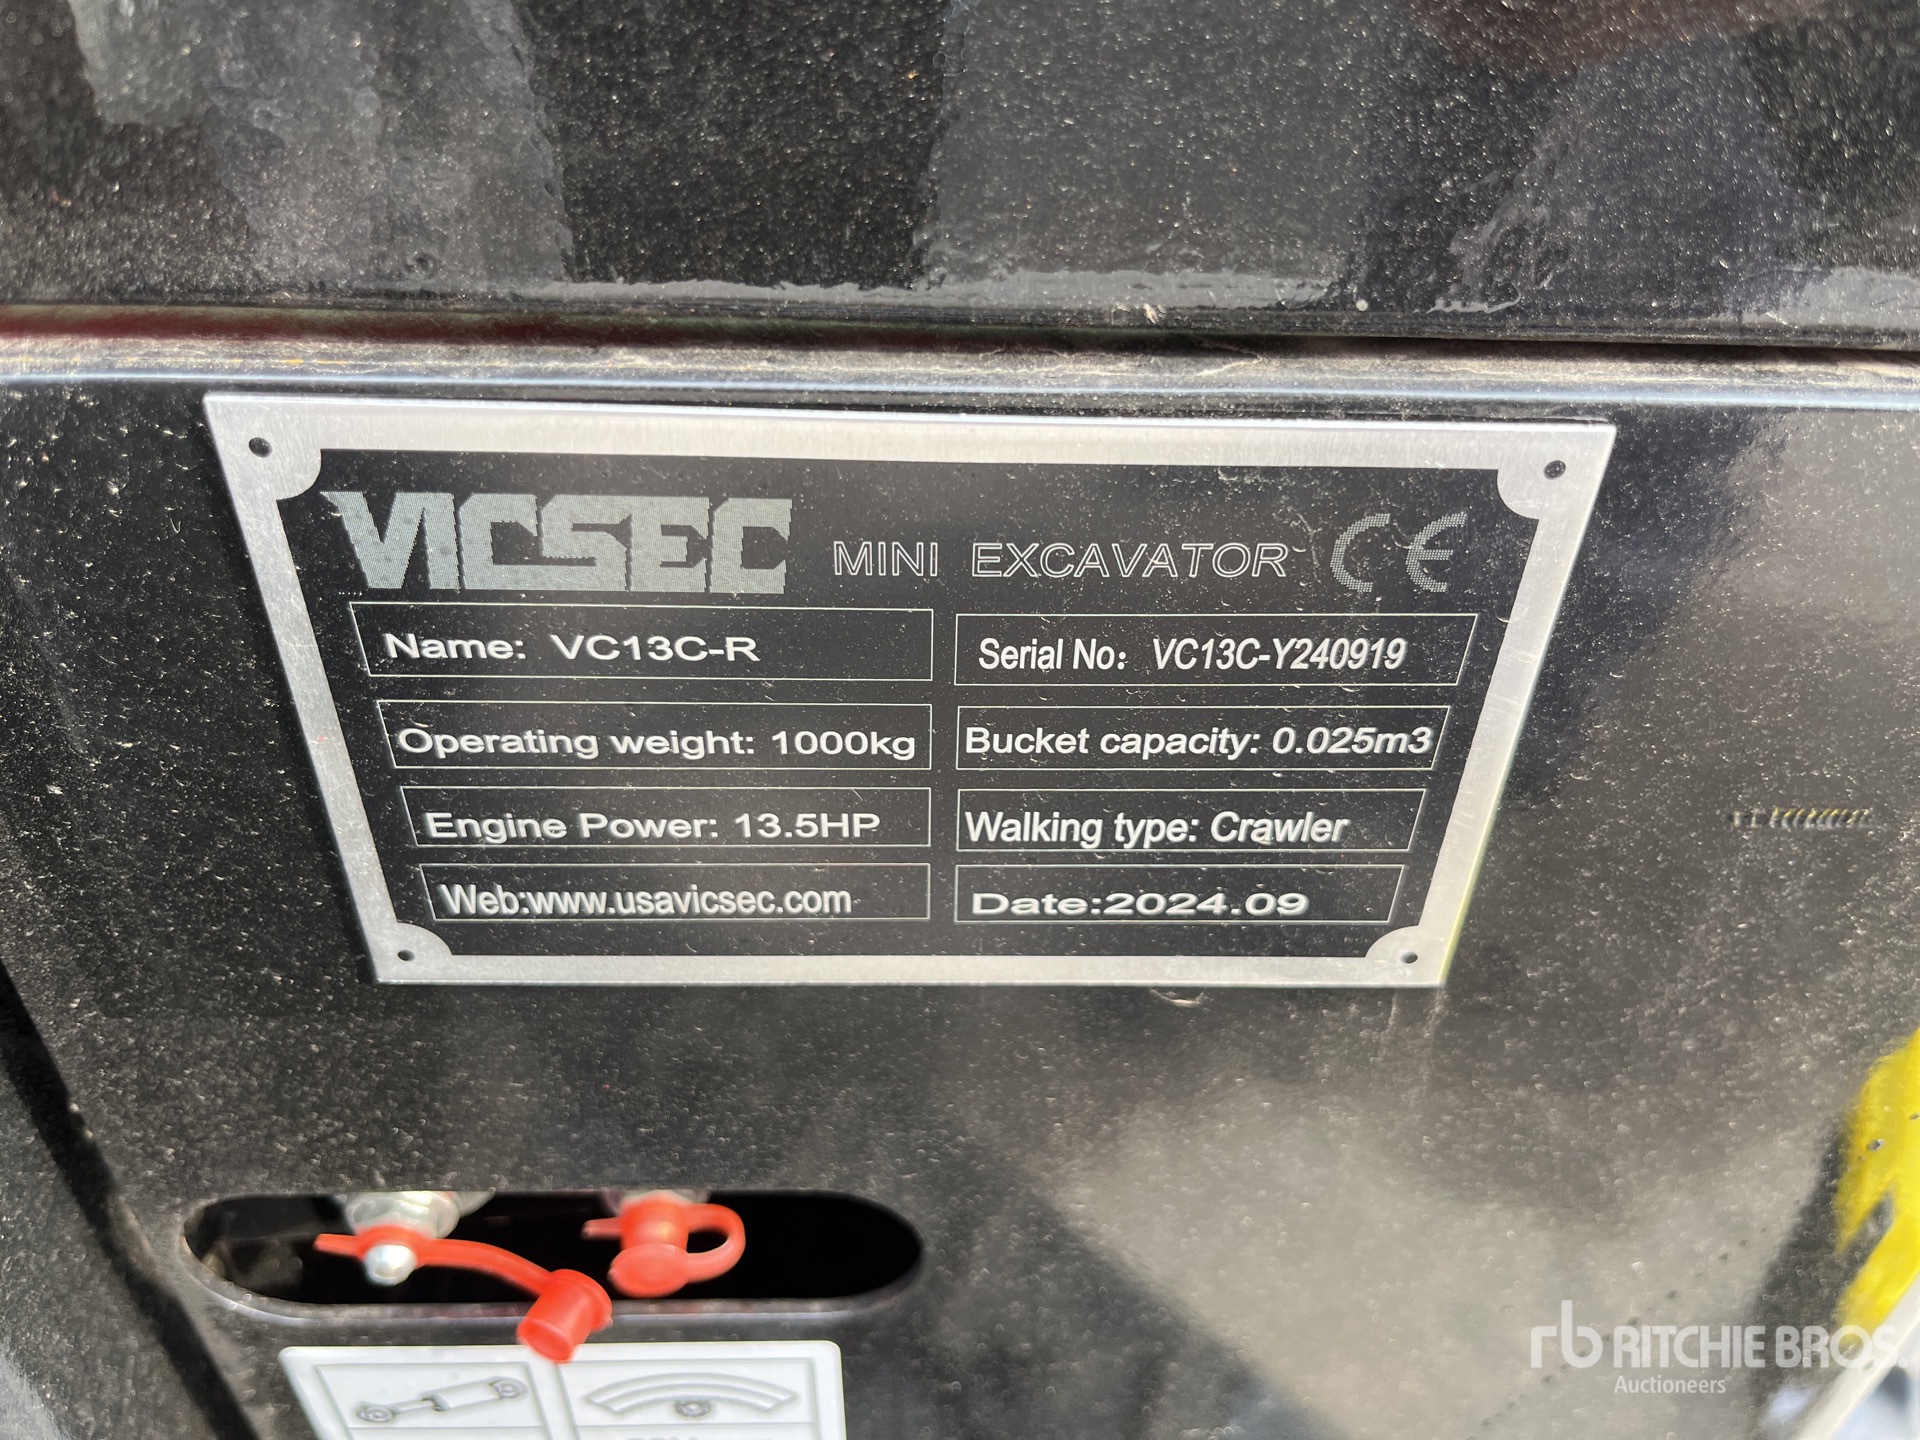 VICSEC MINI EXCAVATOR CE
Name: VC13C-R
Serial No: VC13C-Y240919
Operating weight: 1000kg
Bucket capacity: 0.025m3
Engine Power: 13.5HP
Walking type: Crawler
Web:www.usavicsec.com
Date:2024.09
rb RITCHIE BROS.
Auctioneers